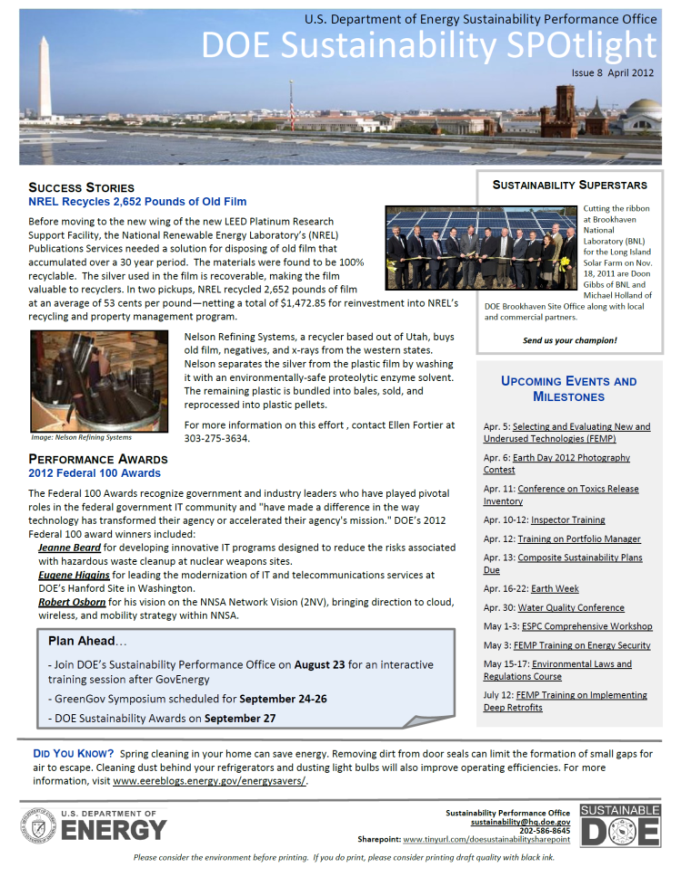 U.S. Department of Energy Sustainability Performance Office
DOE Sustainability SPOtlight
Issue 8 April 2012
SUCCESS STORIES
NREL Recycles 2,652 Pounds of Old Film
Before moving to the new wing of the new LEED Platinum Research
Support Facility, the National Renewable Energy Laboratory's (NREL)
Publications Services needed a solution for disposing of old film that
accumulated over a 30 year period. The materials were found to be 100%
recyclable. The silver used in the film is recoverable, making the film
valuable to recyclers. In two pickups, NREL recycled 2,652 pounds of film
at an average of 53 cents per pound—netting a total of $1,472.85 for reinvestment into NREL's
recycling and property management program.
Nelson Refining Systems, a recycler based out of Utah, buys
old film, negatives, and x-rays from the western states.
Nelson separates the silver from the plastic film by washing
it with an environmentally-safe proteolytic enzyme solvent.
The remaining plastic is bundled into bales, sold, and
reprocessed into plastic pellets.
For more information on this effort , contact Ellen Fortier at
303-275-3634.
Image: Nelson Refining Systems
PERFORMANCE AWARDS
2012 Federal 100 Awards
The Federal 100 Awards recognize government and industry leaders who have played pivotal
roles in the federal government IT community and "have made a difference in the way
technology has transformed their agency or accelerated their agency's mission." DOE's 2012
Federal 100 award winners included:
Jeanne Beard for developing innovative IT programs designed to reduce the risks associated
with hazardous waste cleanup at nuclear weapons sites.
Eugene Higgins for leading the modernization of IT and telecommunications services at
DOE's Hanford Site in Washington.
Robert Osborn for his vision on the NNSA Network Vision (2NV), bringing direction to cloud,
wireless, and mobility strategy within NNSA.
Plan Ahead…
- Join DOE's Sustainability Performance Office on August 23 for an interactive
training session after GovEnergy
- GreenGov Symposium scheduled for September 24-26
- DOE Sustainability Awards on September 27
SUSTAINABILITY SUPERSTARS
Cutting the ribbon
at Brookhaven
National
Laboratory (BNL)
for the Long Island
Solar Farm on Nov.
18, 2011 are Doon
Gibbs of BNL and
Michael Holland of
DOE Brookhaven Site Office along with local
and commercial partners.
Send us your champion!
UPCOMING EVENTS AND
MILESTONES
Apr. 5: Selecting and Evaluating New and
Underused Technologies (FEMP)
Apr. 6: Earth Day 2012 Photography
Contest
Apr. 11: Conference on Toxics Release
Inventory
Apr. 10-12: Inspector Training
Apr. 12: Training on Portfolio Manager
Apr. 13: Composite Sustainability Plans
Due
Apr. 16-22: Earth Week
Apr. 30: Water Quality Conference
May 1-3: ESPC Comprehensive Workshop
May 3: FEMP Training on Energy Security
May 15-17: Environmental Laws and
Regulations Course
July 12: FEMP Training on Implementing
Deep Retrofits
DID YOU KNOW? Spring cleaning in your home can save energy. Removing dirt from door seals can limit the formation of small gaps for
air to escape. Cleaning dust behind your refrigerators and dusting light bulbs will also improve operating efficiencies. For more
information, visit www.eereblogs.energy.gov/energysavers/.
U.S. DEPARTMENT OF
ENERGY
Sustainability Performance Office
sustainability@hq.doe.gov
202-586-8645
Sharepoint: www.tinyurl.com/doesustainabilitysharepoint
SUSTAINABLE
DOE
Please consider the environment before printing. If you do print, please consider printing draft quality with black ink.